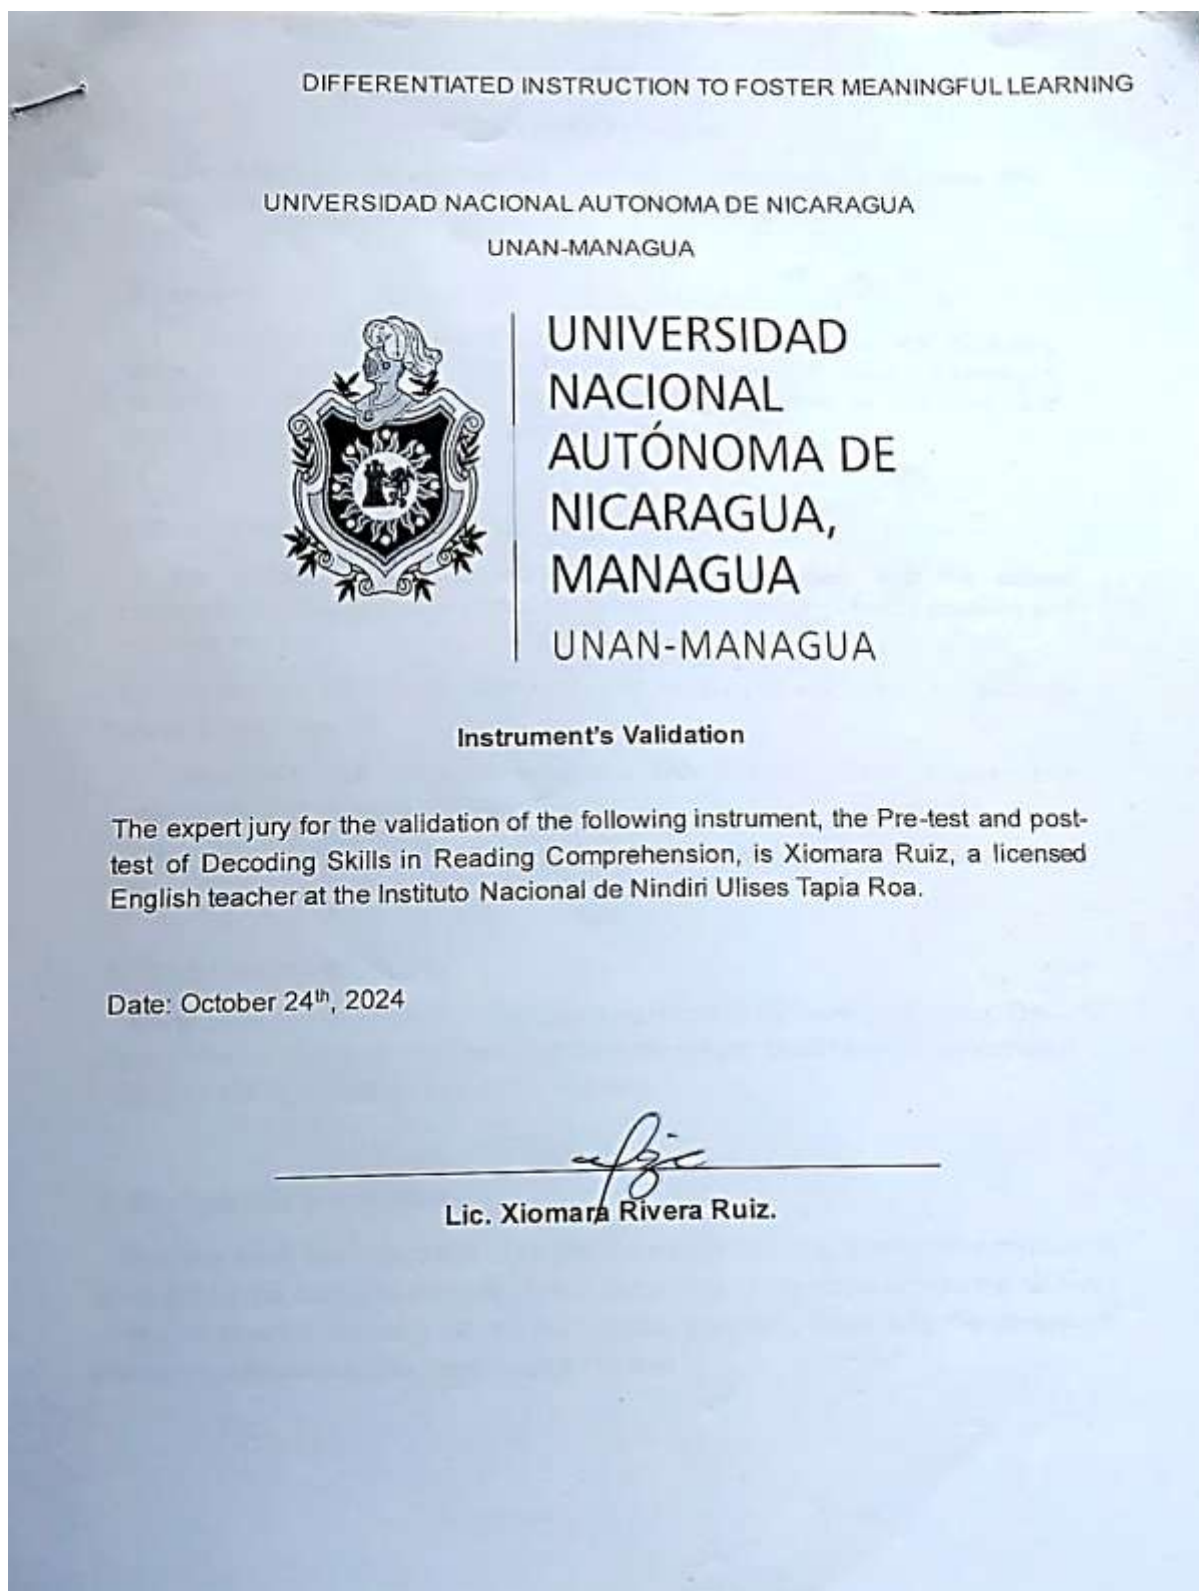 DIFFERENTIATED INSTRUCTION TO FOSTER MEANINGFUL LEARNING
UNIVERSIDAD NACIONAL AUTONOMA DE NICARAGUA
UNAN-MANAGUA
UNIVERSIDAD
NACIONAL
AUTÓNOMA DE
NICARAGUA,
MANAGUA
UNAN-MANAGUA
Instrument's Validation
The expert jury for the validation of the following instrument, the Pre-test and post-
test of Decoding Skills in Reading Comprehension, is Xiomara Ruiz, a licensed
English teacher at the Instituto Nacional de Nindiri Ulises Tapia Roa.
Date: October 24th, 2024
Lic. Xiomara Rivera Ruiz.